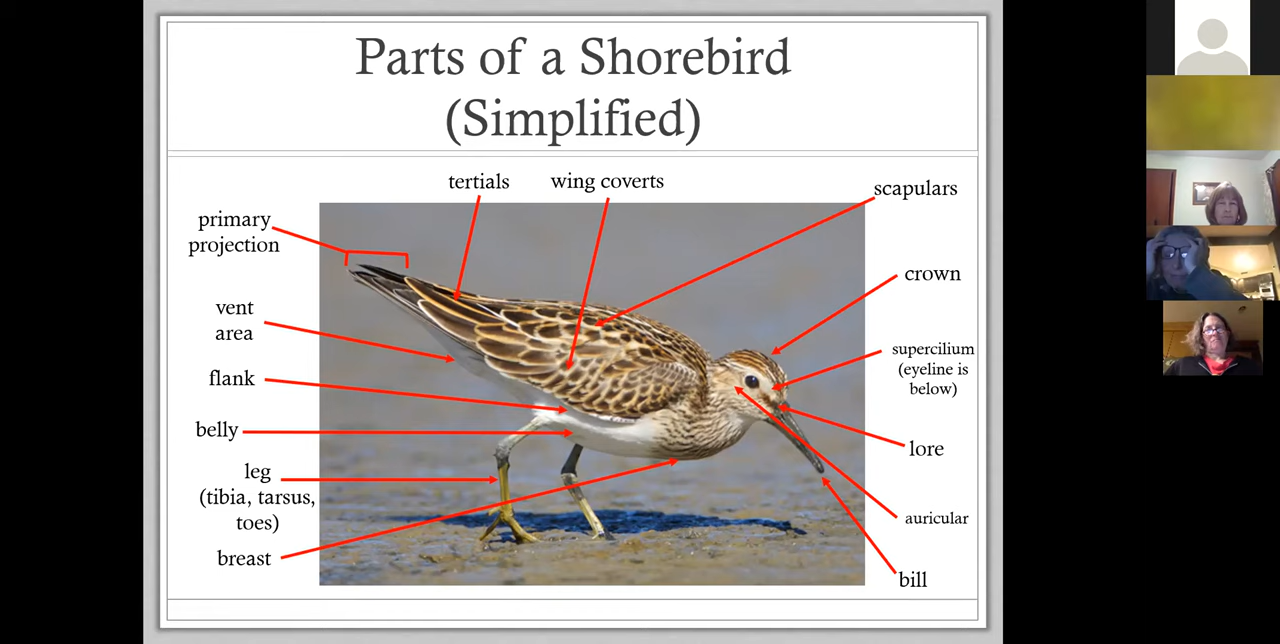 Parts of a Shorebird
(Simplified)
tertials
wing coverts
scapulars
primary
projection
crown
vent
area
supercilium
(eyeline is
below)
flank
belly
lore
leg
(tibia, tarsus,
toes)
auricular
breast
bill